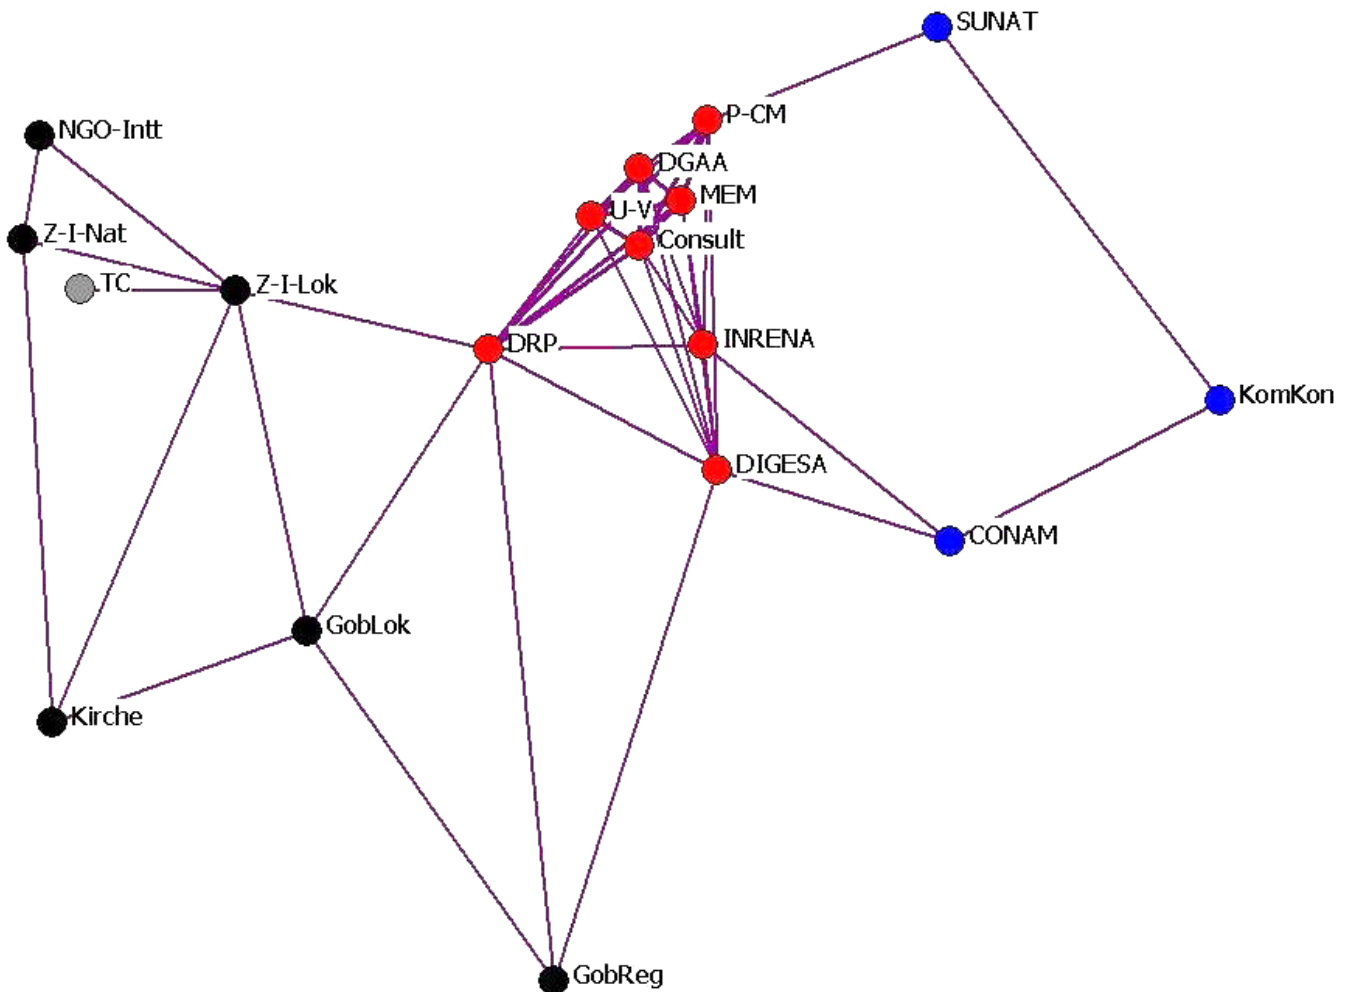 SUNAT
P-CM
NGO-Intt
DGAA
MEM
U-V
Z-I-Nat
Consult
TC
Z-I-Lok
DRP
INRENA
KomKon
DIGESA
CONAM
GobLok
Kirche
GobReg